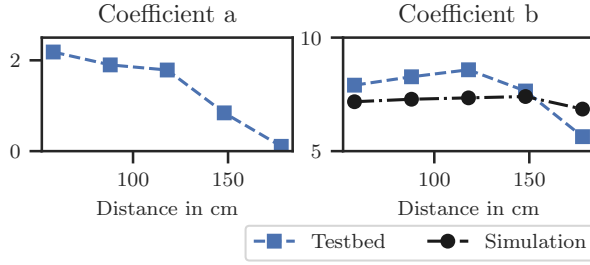 Coefficient a
Coefficient b
2
0
10
5
100
150
100
150
Distance in cm
Distance in cm
Testbed
Simulation